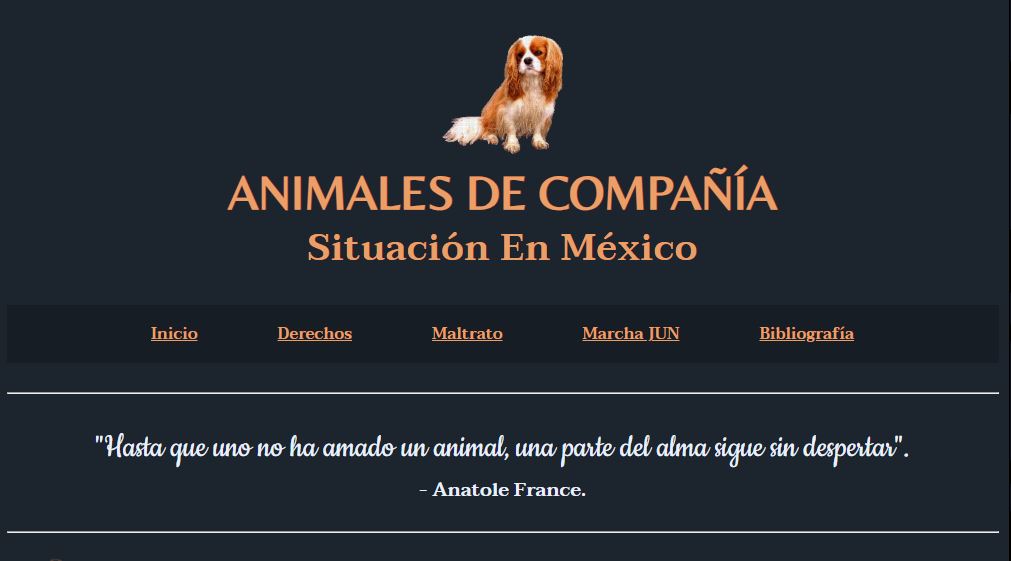 ANIMALES DE COMPAÑÍA
Situación En México
Inicio Derechos Maltrato Marcha JUN Bibliografía
"Hasta que uno no ha amado un animal, una parte del alma sigue sin despertar".
- Anatole France.